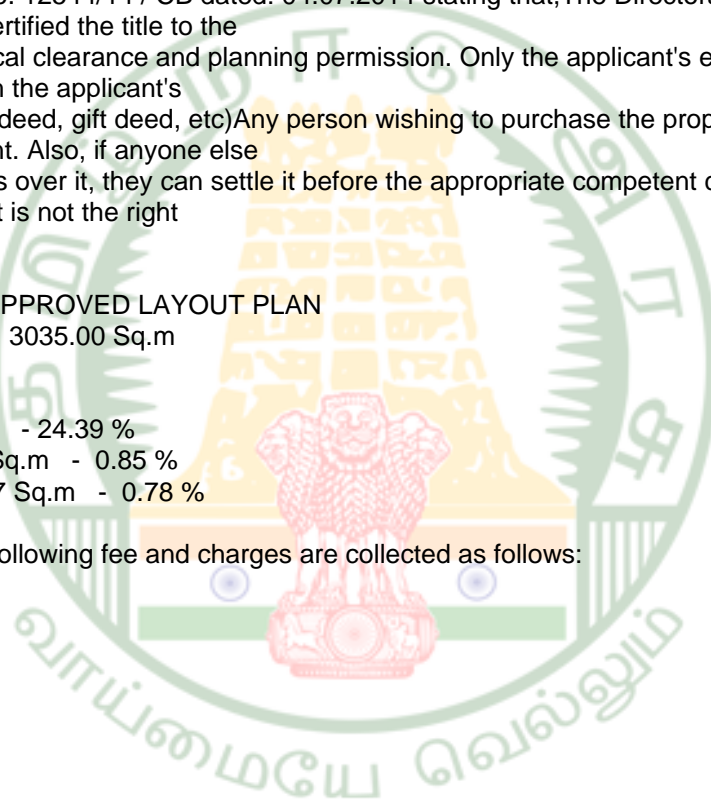 12344/14 / CB dated: 04.07.2014 stating that,The Director
ertified the title to the
cal clearance and planning permission. Only the applicant's e
n the applicant's
deed, gift deed, etc)Any person wishing to purchase the prop
nt. Also, if anyone else
s over it, they can settle it before the appropriate competent c
t is not the right
PPROVED LAYOUT PLAN
3035.00 Sq.m
- 24.39 %
Sq.m - 0.85 %
7 Sq.m - 0.78 %
ollowing fee and charges are collected as follows:
வாய்மையே வெல்லும்